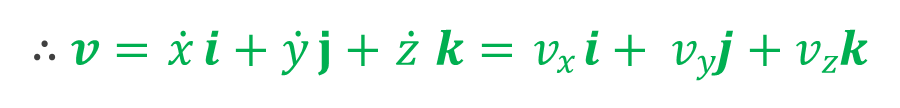 ∴ v = ẋ i + ẏ j + ż k = vₓ i + v_y j + v_z k